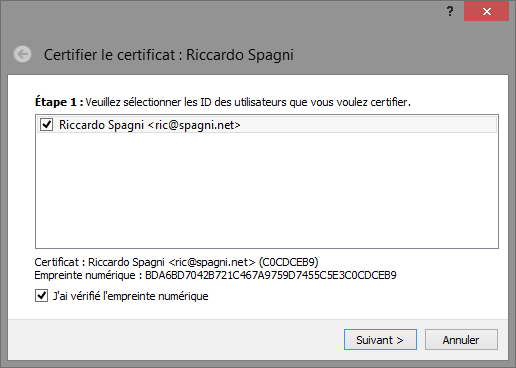 ?
Certifier le certificat : Riccardo Spagni
Étape 1 : Veuillez sélectionner les ID des utilisateurs que vous voulez certifier.
Riccardo Spagni <ric@spagni.net>
Certificat : Riccardo Spagni <ric@spagni.net> (C0CDCEB9)
Empreinte numérique : BDA6BD7042B721C467A9759D7455C5E3C0CDCEB9
J'ai vérifié l'empreinte numérique
Suivant >
Annuler